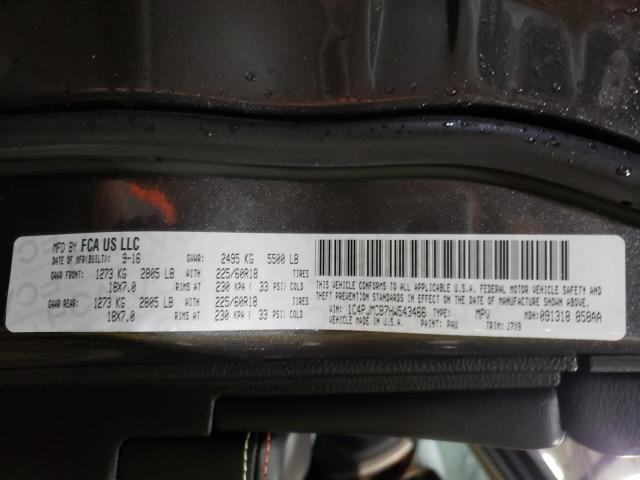 MFD BY FCA US LLC
DATE OF MFR(BUILT): 9-16 GVWR: 2495 KG 5500 LB
GAWR FRONT: 1273 KG 2805 LB WITH 225/60R18 TIRES
18X7.0 RIMS AT 230 KPA ( 33 PSI) COLD
GAWR REAR: 1273 KG 2805 LB WITH 225/60R18 TIRES
18X7.0 RIMS AT 230 KPA ( 33 PSI) COLD
THIS VEHICLE CONFORMS TO ALL APPLICABLE U.S.A. FEDERAL MOTOR VEHICLE SAFETY AND
THEFT PREVENTION STANDARDS IN EFFECT ON THE DATE OF MANUFACTURE SHOWN ABOVE.
VIN: 1C4PJMCB7HW543466 TYPE: MPV MDH: 091318 058AA
VEHICLE MADE IN U.S.A. PAINT: PAU TRIM: J7X9